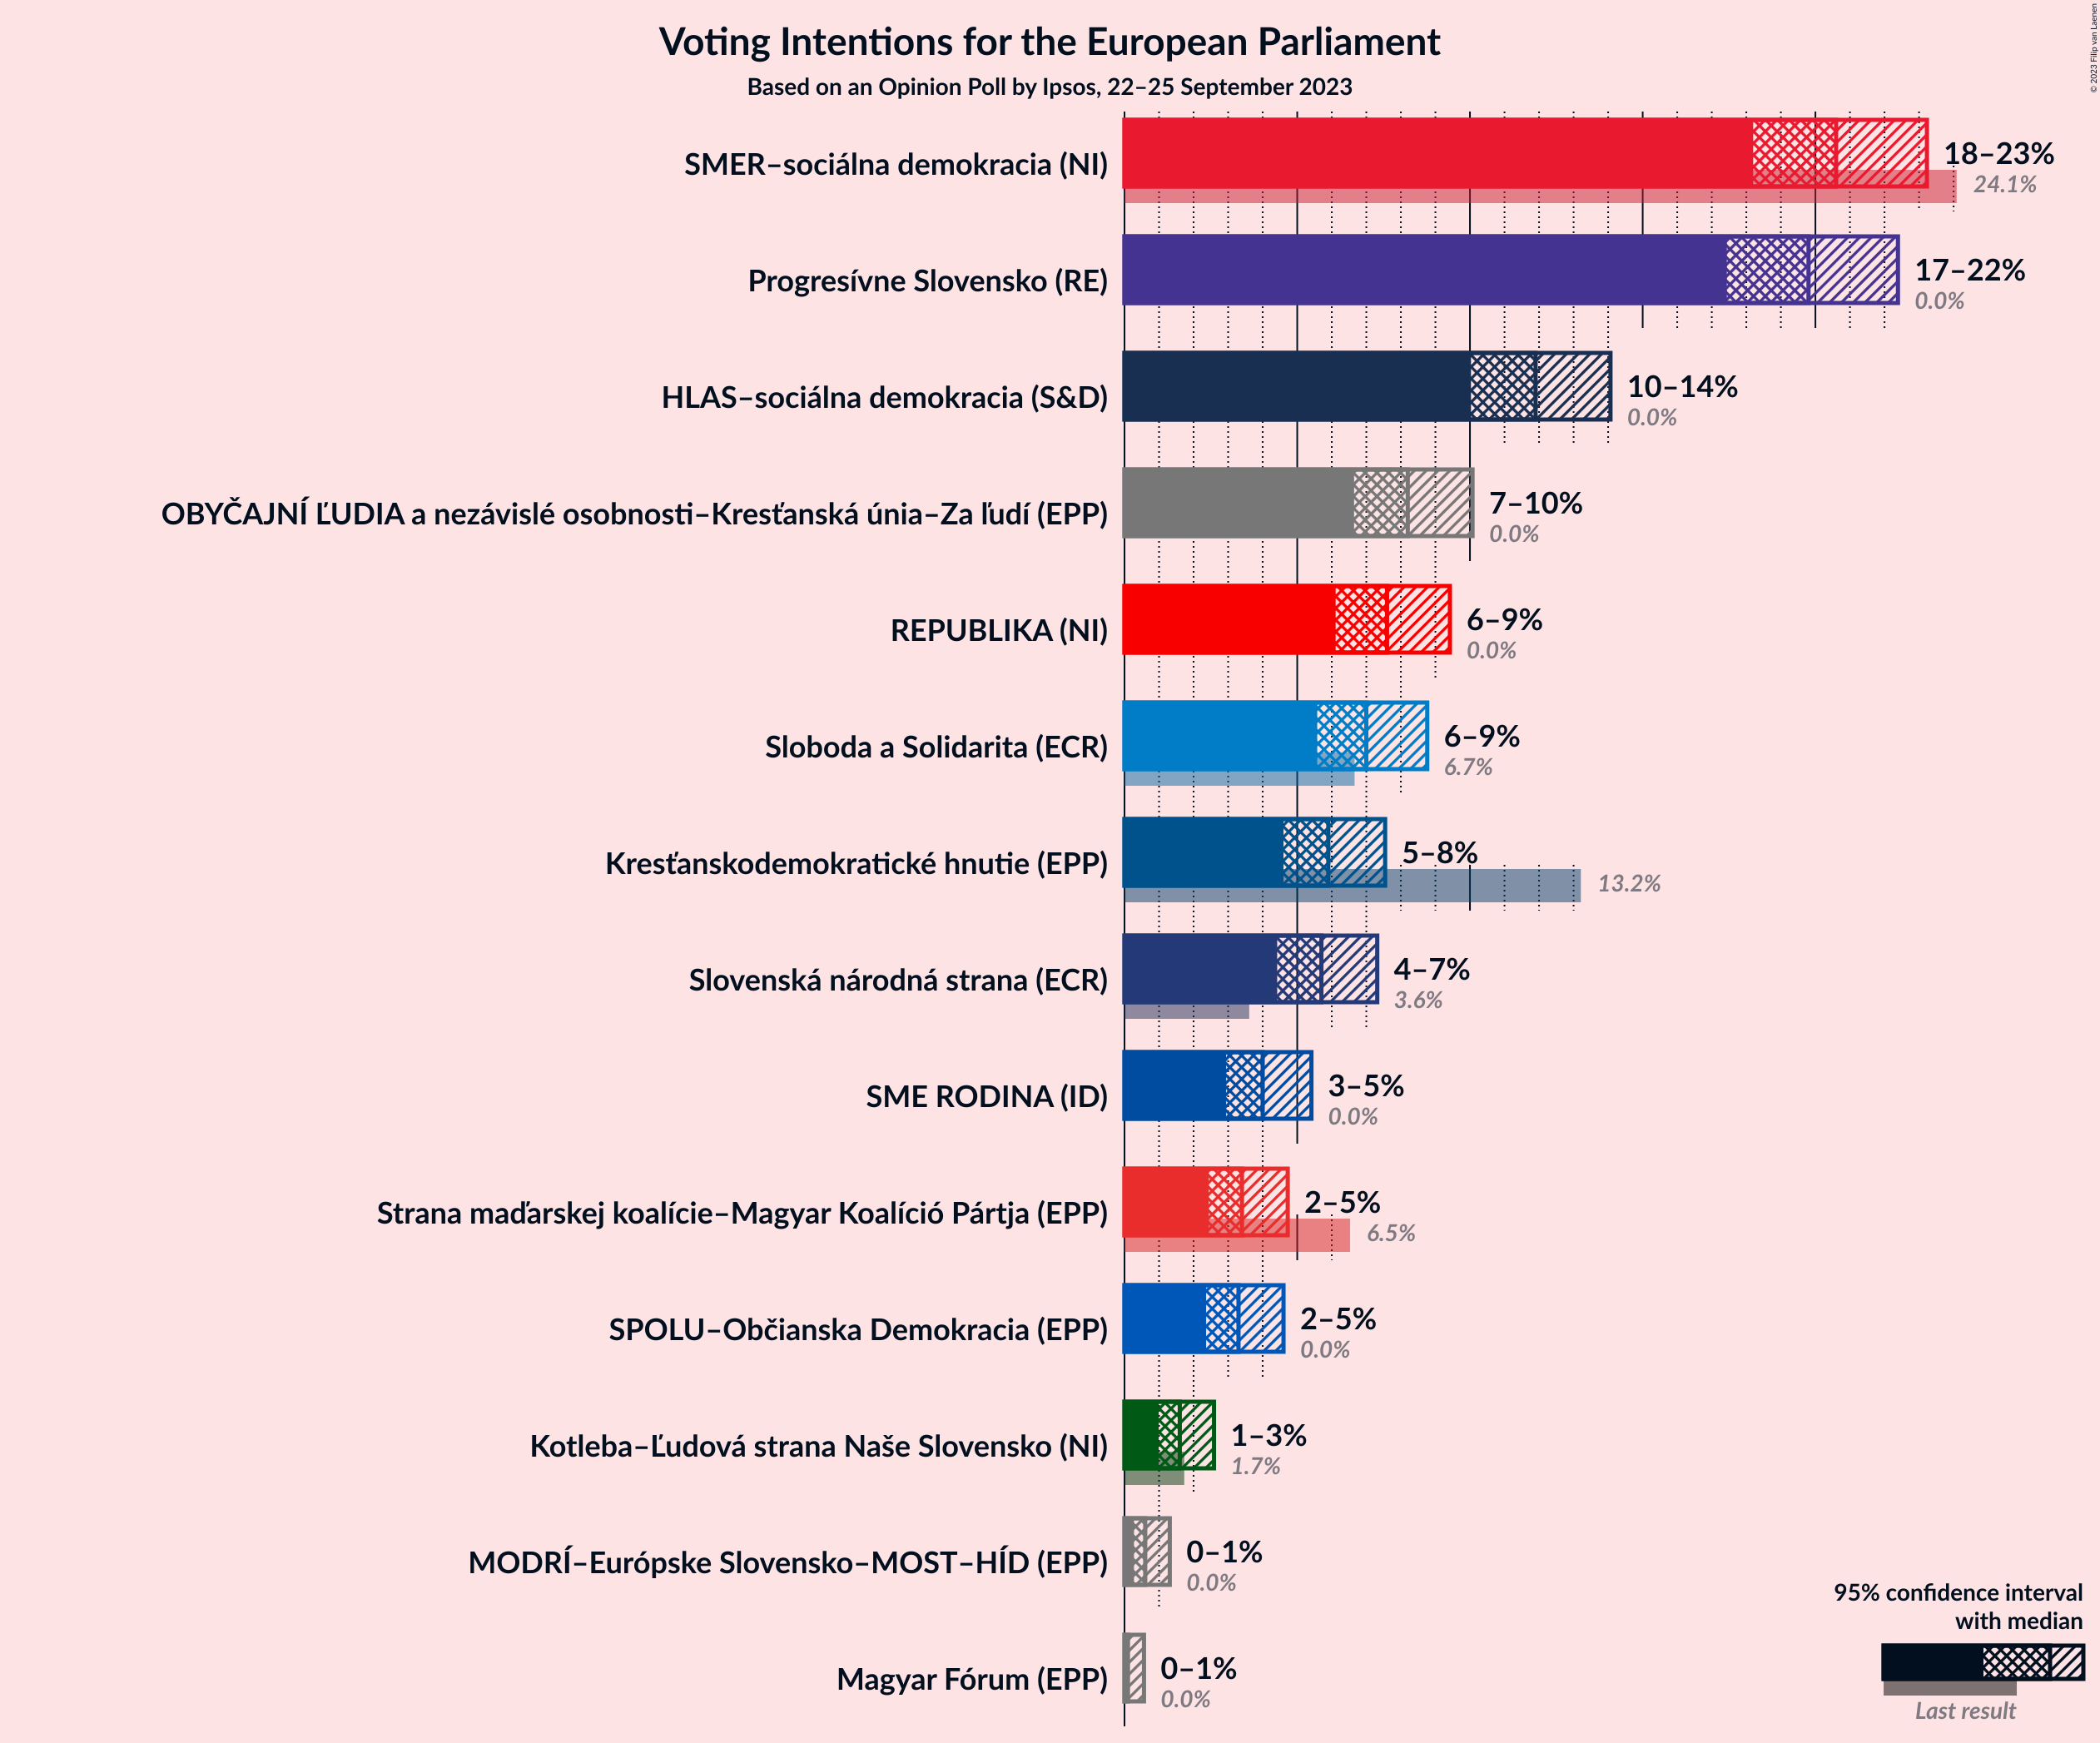 Voting Intentions for the European Parliament
Based on an Opinion Poll by Ipsos, 22–25 September 2023
© 2023 Filip van Laenen
SMER–sociálna demokracia (NI)
18–23%
24.1%
Progresívne Slovensko (RE)
17–22%
0.0%
HLAS–sociálna demokracia (S&D)
10–14%
0.0%
OBYČAJNÍ ĽUDIA a nezávislé osobnosti–Kresťanská únia–Za ľudí (EPP)
7–10%
0.0%
REPUBLIKA (NI)
6–9%
0.0%
Sloboda a Solidarita (ECR)
6–9%
6.7%
Kresťanskodemokratické hnutie (EPP)
5–8%
13.2%
Slovenská národná strana (ECR)
4–7%
3.6%
SME RODINA (ID)
3–5%
0.0%
Strana maďarskej koalície–Magyar Koalíció Pártja (EPP)
2–5%
6.5%
SPOLU–Občianska Demokracia (EPP)
2–5%
0.0%
Kotleba–Ľudová strana Naše Slovensko (NI)
1–3%
1.7%
MODRÍ–Európske Slovensko–MOST–HÍD (EPP)
0–1%
0.0%
Magyar Fórum (EPP)
0–1%
0.0%
95% confidence interval
with median
Last result